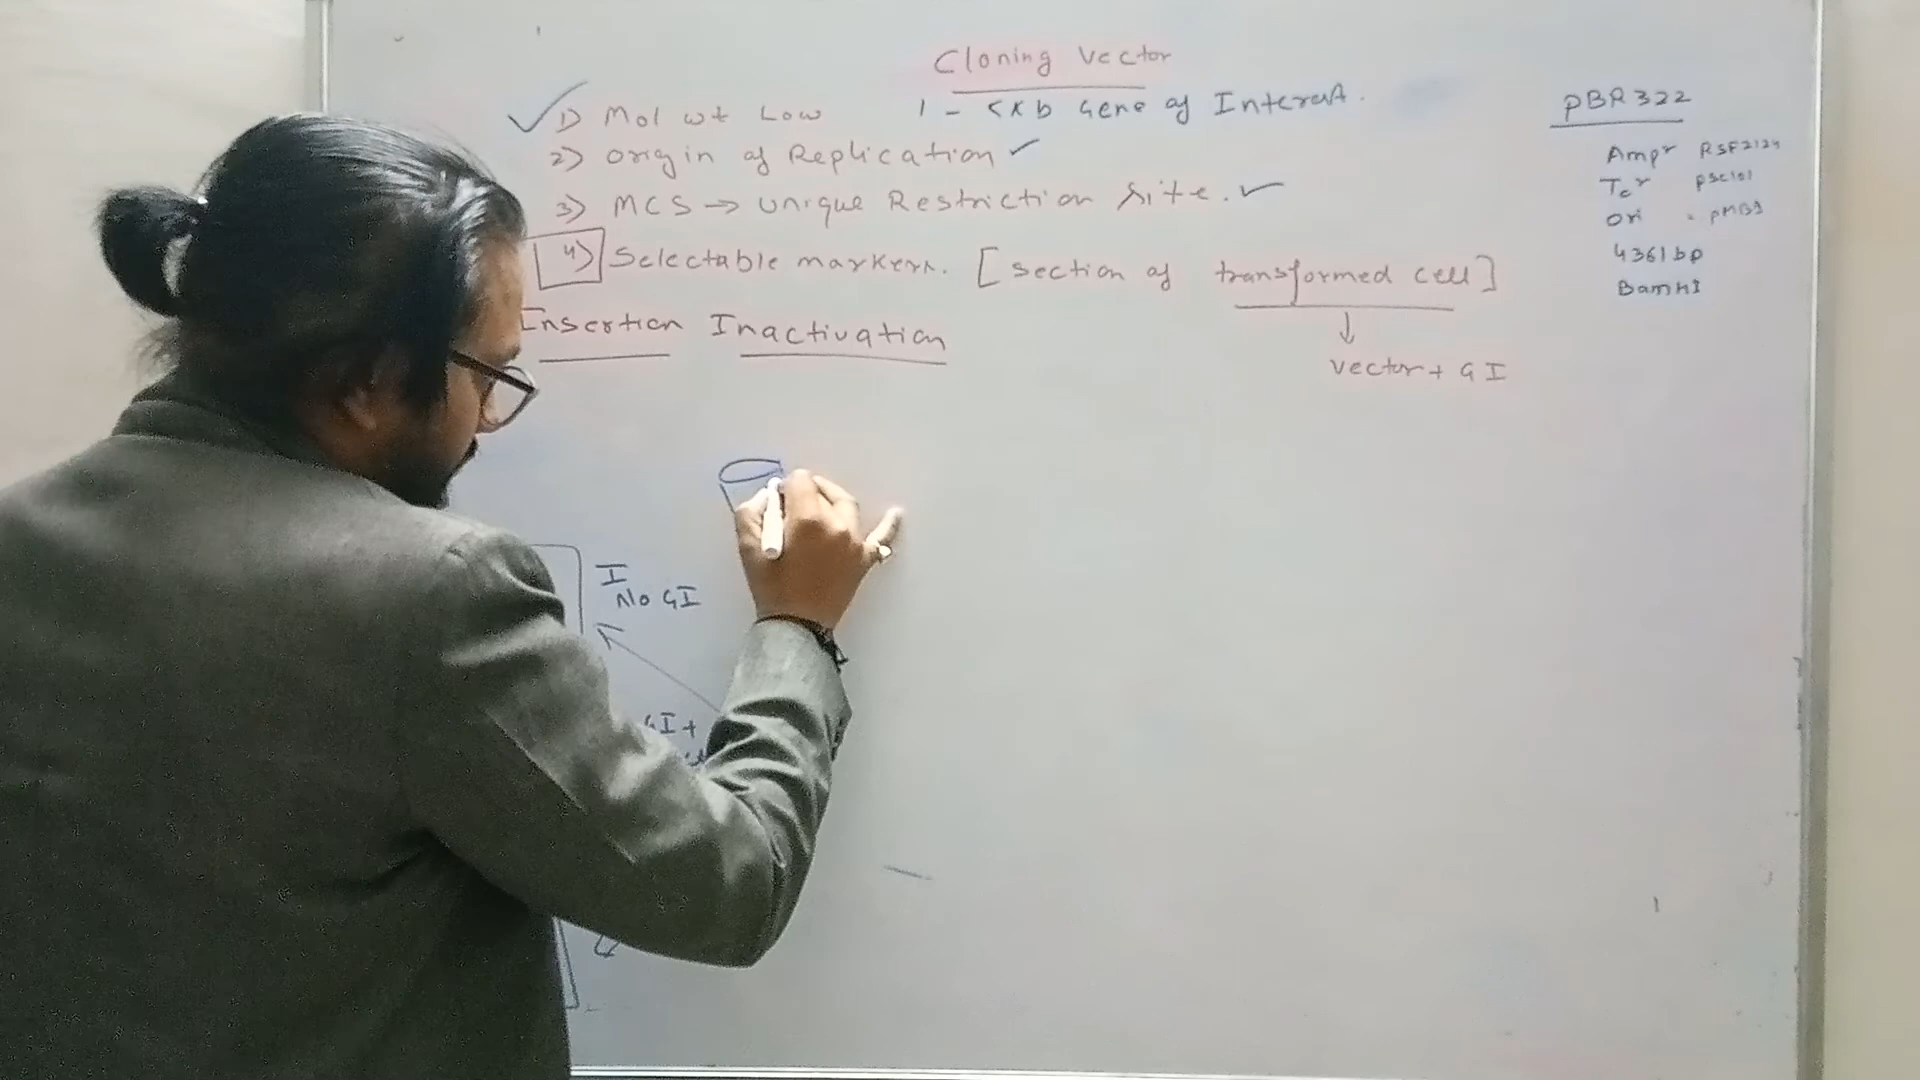 Cloning Vector
1) Mol wt Low 1 - 5Kb Gene of Interest.
2) Origin of Replication ✓
3) MCS → Unique Restriction Site. ✓
4) Selectable markers. [section of transformed cell]
↓
Vector + GI
Insertion Inactivation
pBR322
Ampr RSF2124
Tcr pSC101
Ori pMB1
4361bp
BamHI
I
No GI
GI +